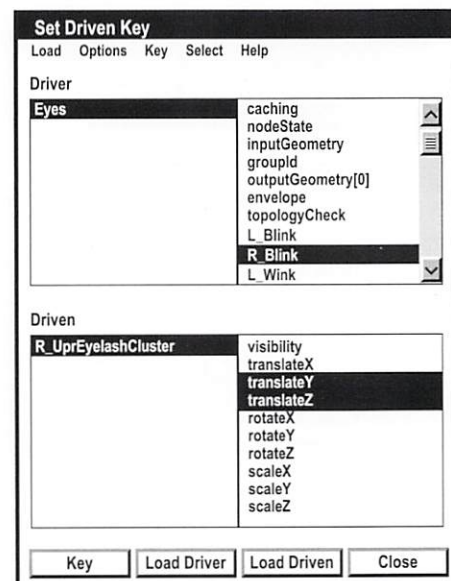 Set Driven Key
Load Options Key Select Help
Driver
Eyes
caching
nodeState
inputGeometry
groupId
outputGeometry[0]
envelope
topologyCheck
L_Blink
R_Blink
L_Wink
Driven
R_UprEyelashCluster
visibility
translateX
translateY
translateZ
rotateX
rotateY
rotateZ
scaleX
scaleY
scaleZ
Key Load Driver Load Driven Close